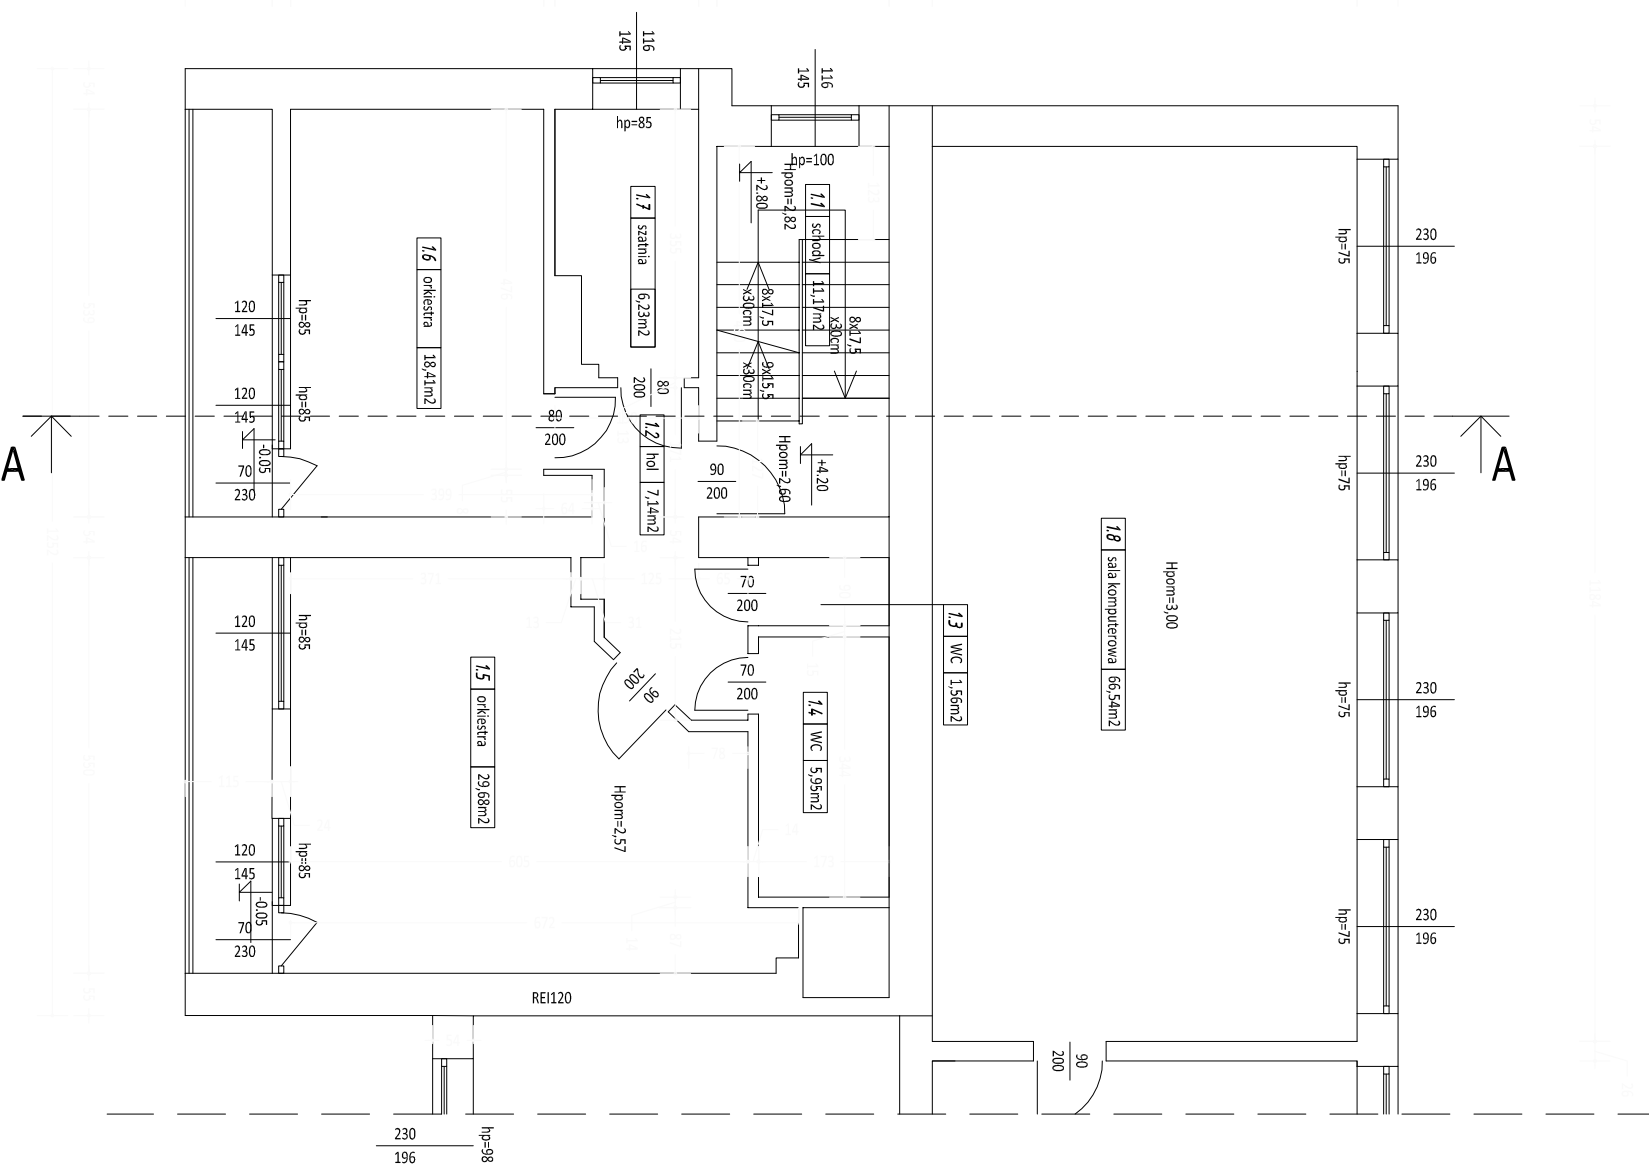 116
145
116
145
hp=85
hp=100
+2.80
Hpom=2,82
1.1 schody 11,17m2
1.7 szatnia 6,23m2
1.6 orkiestra 18,41m2
8x17,5
x30cm
8x17,5
x30cm
9x15,5
x30cm
120
145
hp=85
120
145
hp=85
-0.05
70
230
80
200
80
200
1.2 hol 7,14m2
90
200
Hpom=2,60
+4.20
A
A
230
196
hp=75
230
196
hp=75
230
196
hp=75
230
196
hp=75
1.8 sala komputerowa 66,54m2
Hpom=3,00
70
200
70
200
1.3 WC 1,56m2
1.4 WC 5,95m2
90
200
120
145
hp=85
1.5 orkiestra 29,68m2
Hpom=2,57
120
145
hp=85
-0.05
70
230
REI120
90
200
230
196
hp=98